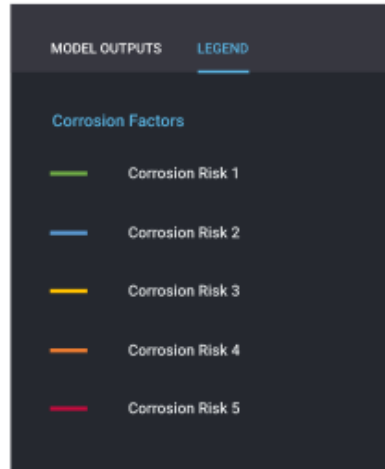 MODEL OUTPUTS LEGEND
Corrosion Factors
Corrosion Risk 1
Corrosion Risk 2
Corrosion Risk 3
Corrosion Risk 4
Corrosion Risk 5